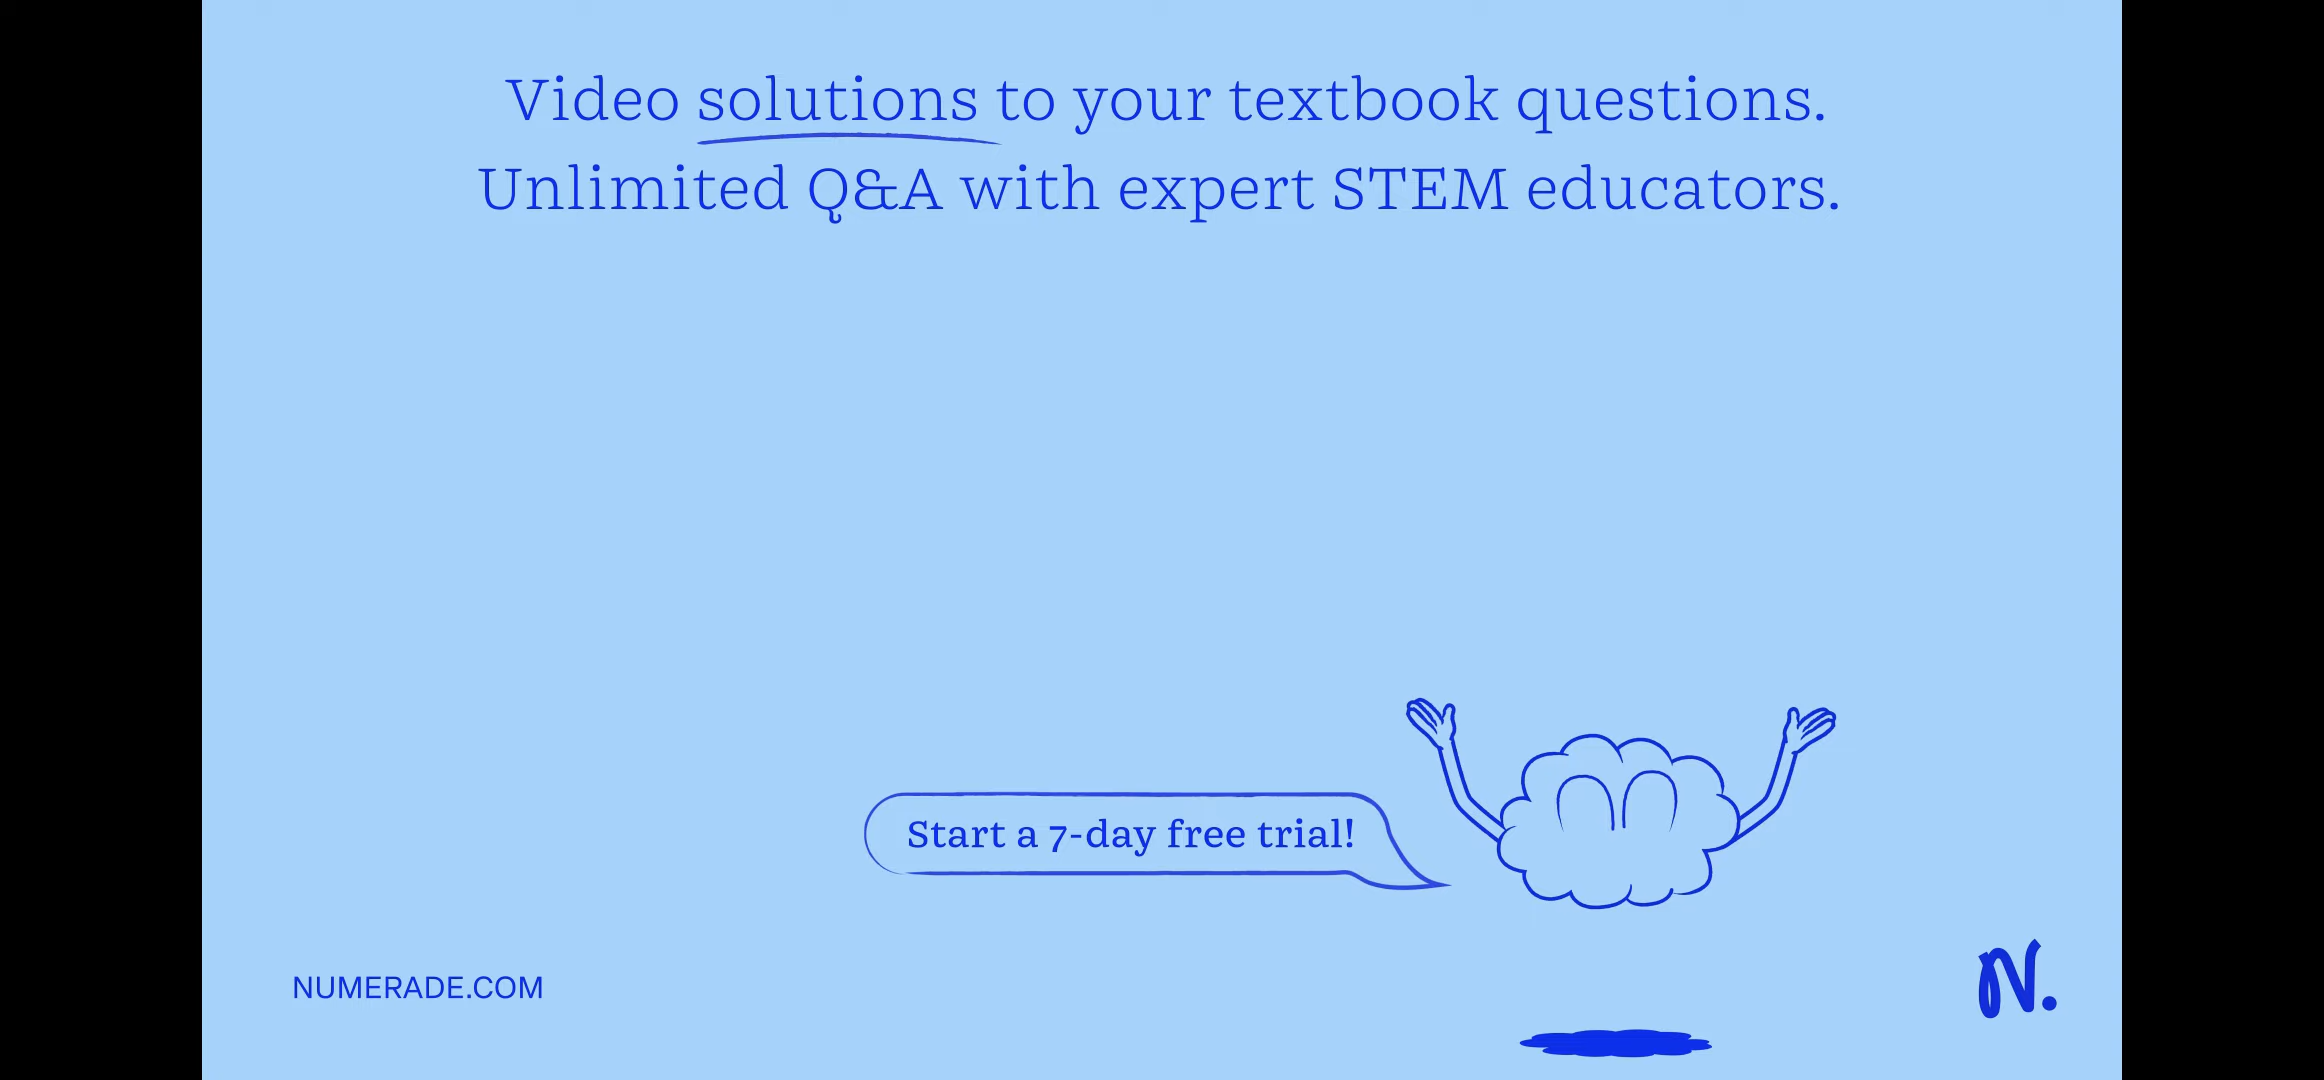 Video solutions to your textbook questions.
Unlimited Q&A with expert STEM educators.
Start a 7-day free trial!
NUMERADE.COM
N.